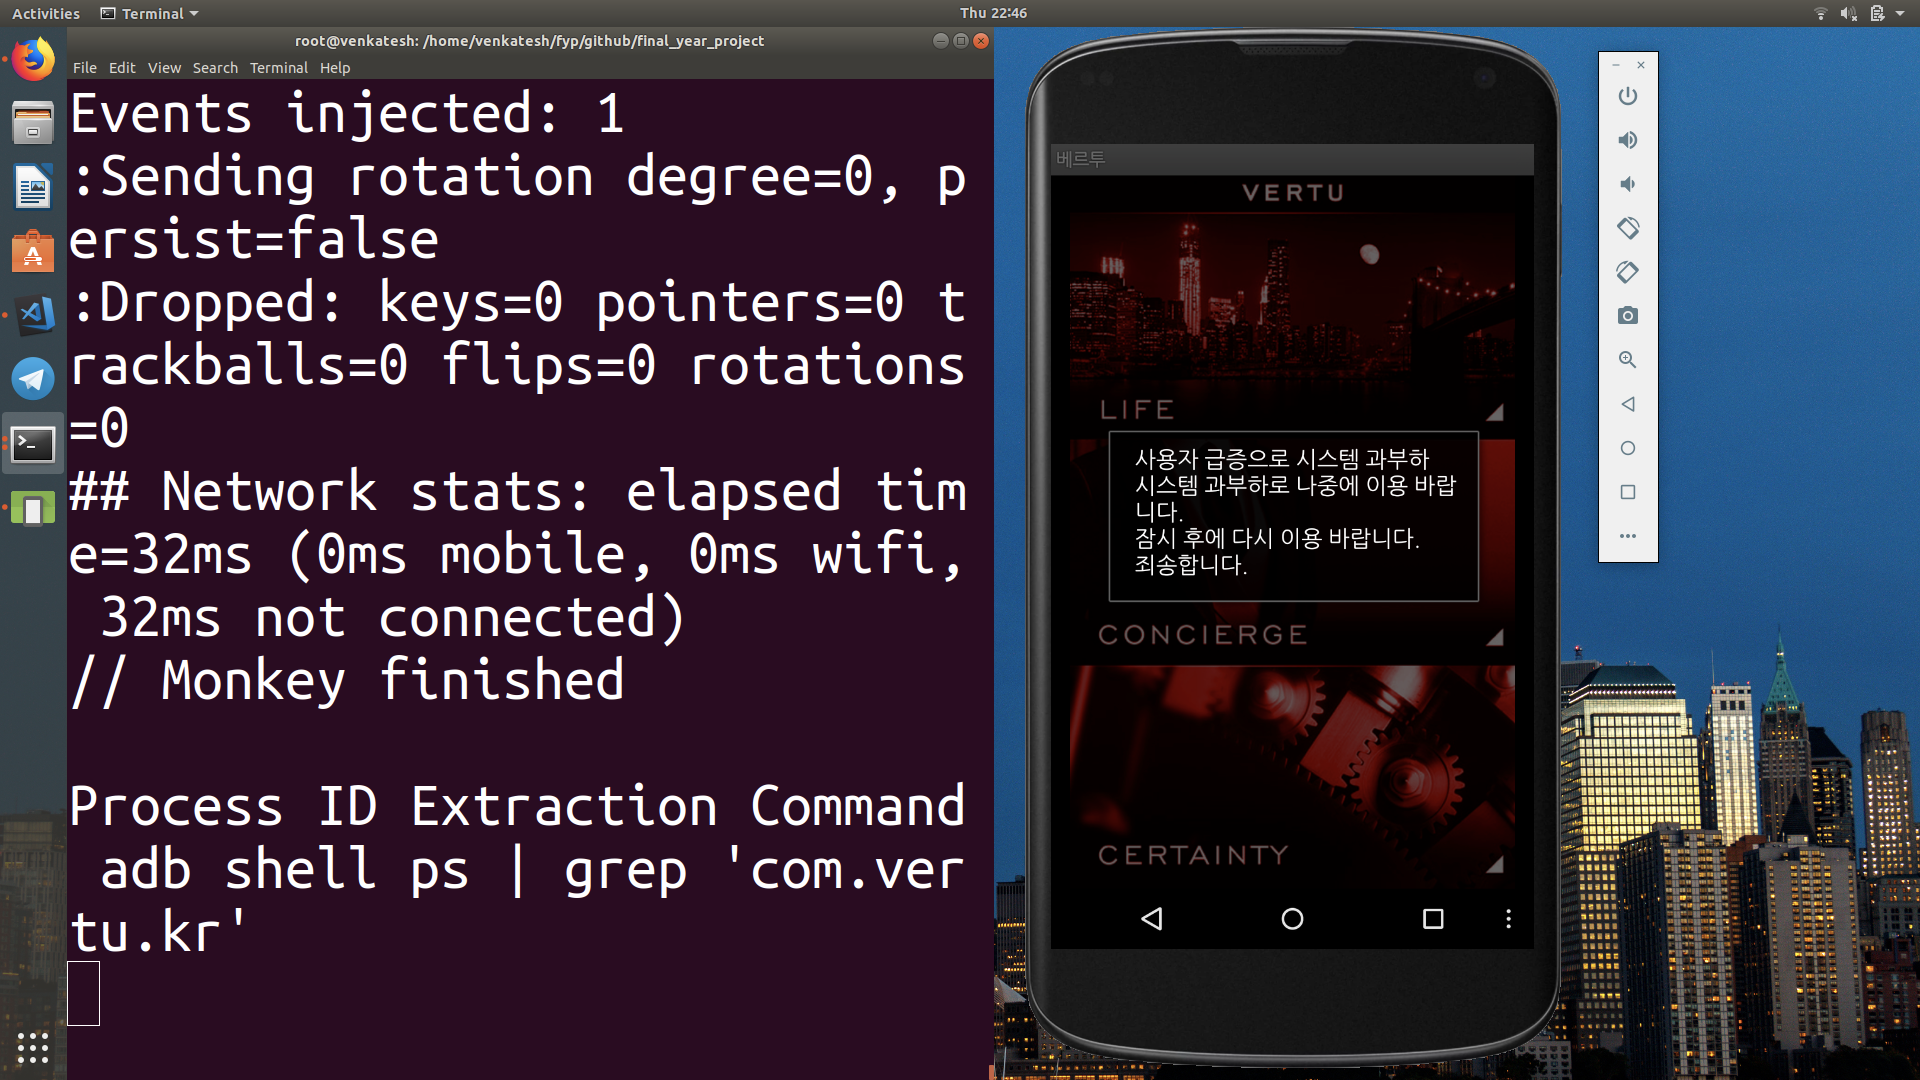 Activities
Terminal
Thu 22:46
root@venkatesh: /home/venkatesh/fyp/github/final_year_project
File Edit View Search Terminal Help
Events injected: 1
:Sending rotation degree=0, p
ersist=false
:Dropped: keys=0 pointers=0 t
rackballs=0 flips=0 rotations
=0
## Network stats: elapsed tim
e=32ms (0ms mobile, 0ms wifi,
 32ms not connected)
// Monkey finished
Process ID Extraction Command
 adb shell ps | grep 'com.ver
tu.kr'
베르투
VERTU
LIFE
사용자 급증으로 시스템 과부하
시스템 과부하로 나중에 이용 바랍
니다.
잠시 후에 다시 이용 바랍니다.
죄송합니다.
CONCIERGE
CERTAINTY